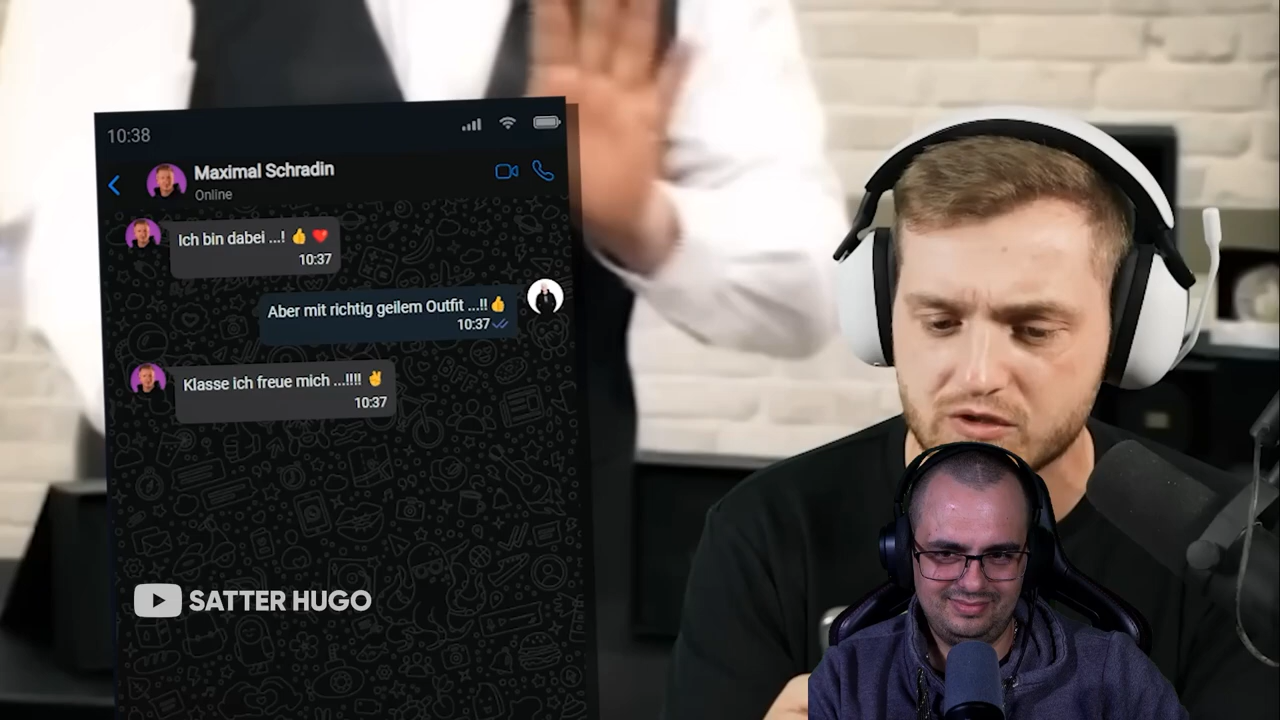 10:38
Maximal Schradin
Online
Ich bin dabei ...! 👍 ❤️
10:37
Aber mit richtig geilem Outfit ...!! 👍
10:37
Klasse ich freue mich ...!!!! ✌️
10:37
SATTER HUGO